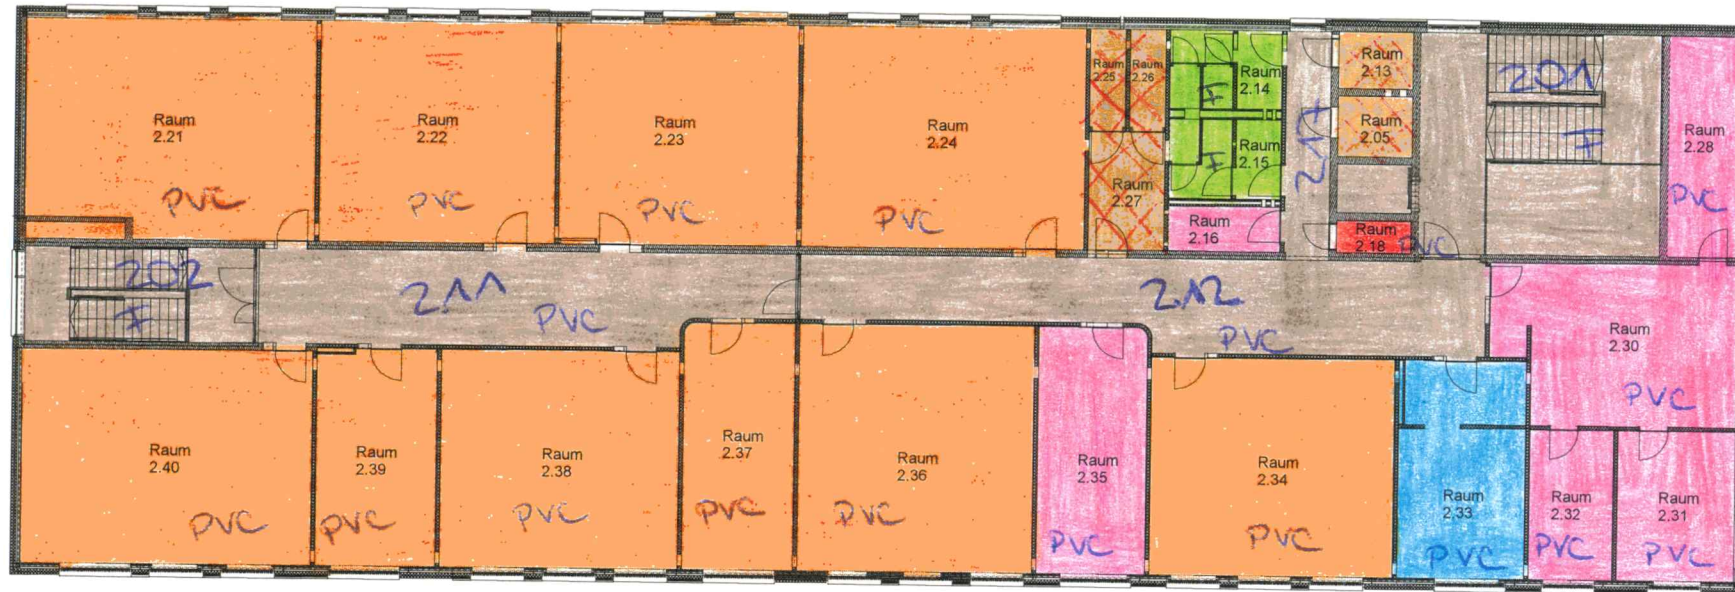 Raum
2.21
PVC
Raum
2.22
PVC
Raum
2.23
PVC
Raum
2.24
PVC
Raum
2.25
Raum
2.26
Raum
2.27
F
Raum
2.14
F
Raum
2.15
Raum
2.16
217
Raum
2.13
Raum
2.05
Raum
2.18
PVC
201
F
Raum
2.28
PVC
202
F
211
PVC
212
PVC
Raum
2.30
PVC
Raum
2.40
PVC
Raum
2.39
PVC
Raum
2.38
PVC
Raum
2.37
PVC
Raum
2.36
PVC
Raum
2.35
PVC
Raum
2.34
PVC
Raum
2.33
PVC
Raum
2.32
PVC
Raum
2.31
PVC